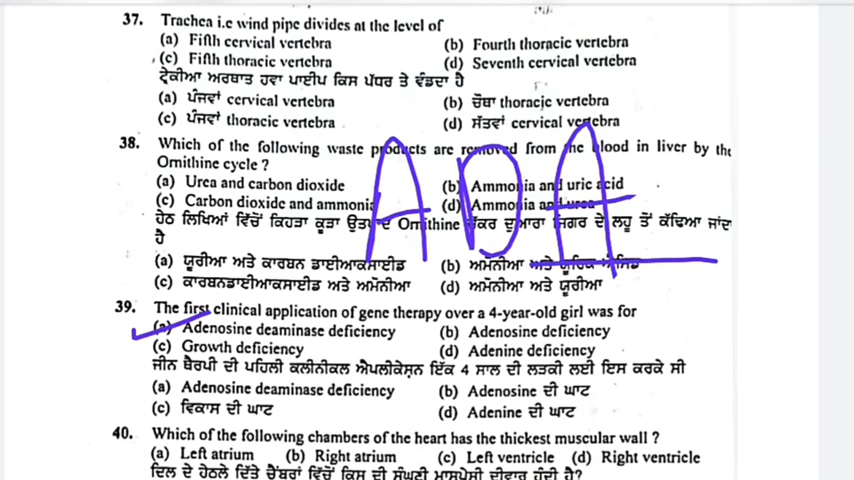 37. Trachea i.e wind pipe divides at the level of
(a) Fifth cervical vertebra (b) Fourth thoracic vertebra
(c) Fifth thoracic vertebra (d) Seventh cervical vertebra
ਟ੍ਰੇਕੀਆ ਅਰਥਾਤ ਹਵਾ ਪਾਈਪ ਕਿਸ ਪੱਧਰ ਤੇ ਵੰਡਦਾ ਹੈ
(a) ਪੰਜਵਾਂ cervical vertebra (b) ਚੌਥਾ thoracic vertebra
(c) ਪੰਜਵਾਂ thoracic vertebra (d) ਸੱਤਵਾਂ cervical vertebra
38. Which of the following waste products are removed from the blood in liver by the
Ornithine cycle ?
(a) Urea and carbon dioxide (b) Ammonia and uric acid
(c) Carbon dioxide and ammonia (d) Ammonia and urea
ਹੇਠ ਲਿਖਿਆਂ ਵਿੱਚੋਂ ਕਿਹੜਾ ਕੂੜਾ ਉਤਪਾਦ Ornithine ਚੱਕਰ ਦੁਆਰਾ ਜਿਗਰ ਦੇ ਲਹੂ ਤੋਂ ਕੱਢਿਆ ਜਾਂਦਾ
ਹੈ
(a) ਯੂਰੀਆ ਅਤੇ ਕਾਰਬਨ ਡਾਈਆਕਸਾਈਡ (b) ਅਮੋਨੀਆ ਅਤੇ ਯੂਰਿਕ ਐਸਿਡ
(c) ਕਾਰਬਨਡਾਈਆਕਸਾਈਡ ਅਤੇ ਅਮੋਨੀਆ (d) ਅਮੋਨੀਆ ਅਤੇ ਯੂਰੀਆ
ADA
39. The first clinical application of gene therapy over a 4-year-old girl was for
(a) Adenosine deaminase deficiency (b) Adenosine deficiency
(c) Growth deficiency (d) Adenine deficiency
ਜੀਨ ਥੈਰਪੀ ਦੀ ਪਹਿਲੀ ਕਲੀਨੀਕਲ ਐਪਲੀਕੇਸ਼ਨ ਇੱਕ 4 ਸਾਲ ਦੀ ਲੜਕੀ ਲਈ ਇਸ ਕਰਕੇ ਸੀ
(a) Adenosine deaminase deficiency (b) Adenosine ਦੀ ਘਾਟ
(c) ਵਿਕਾਸ ਦੀ ਘਾਟ (d) Adenine ਦੀ ਘਾਟ
40. Which of the following chambers of the heart has the thickest muscular wall ?
(a) Left atrium (b) Right atrium (c) Left ventricle (d) Right ventricle
ਦਿਲ ਦੇ ਹੇਠਲੇ ਦਿੱਤੇ ਚੈਂਬਰਾਂ ਵਿੱਚੋਂ ਕਿਸ ਦੀ ਸੰਘਣੀ ਮਾਸਪੇਸ਼ੀ ਦੀਵਾਰ ਹੁੰਦੀ ਹੈ?